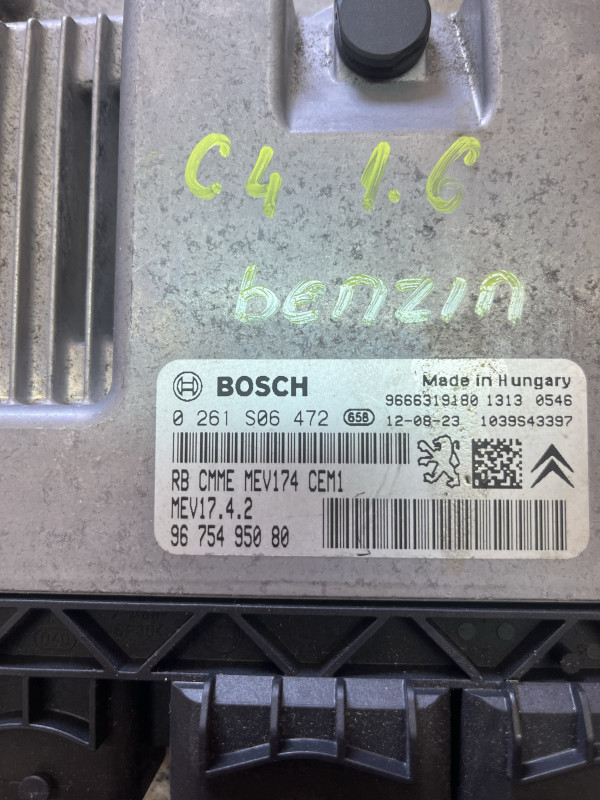 C4 1.6
benzin
BOSCH
Made in Hungary
9666319180 1313 0546
0 261 S06 472 65B 12-08-23 1039S43397
RB CMME MEV174 CEM1
MEV17.4.2
96 754 950 80